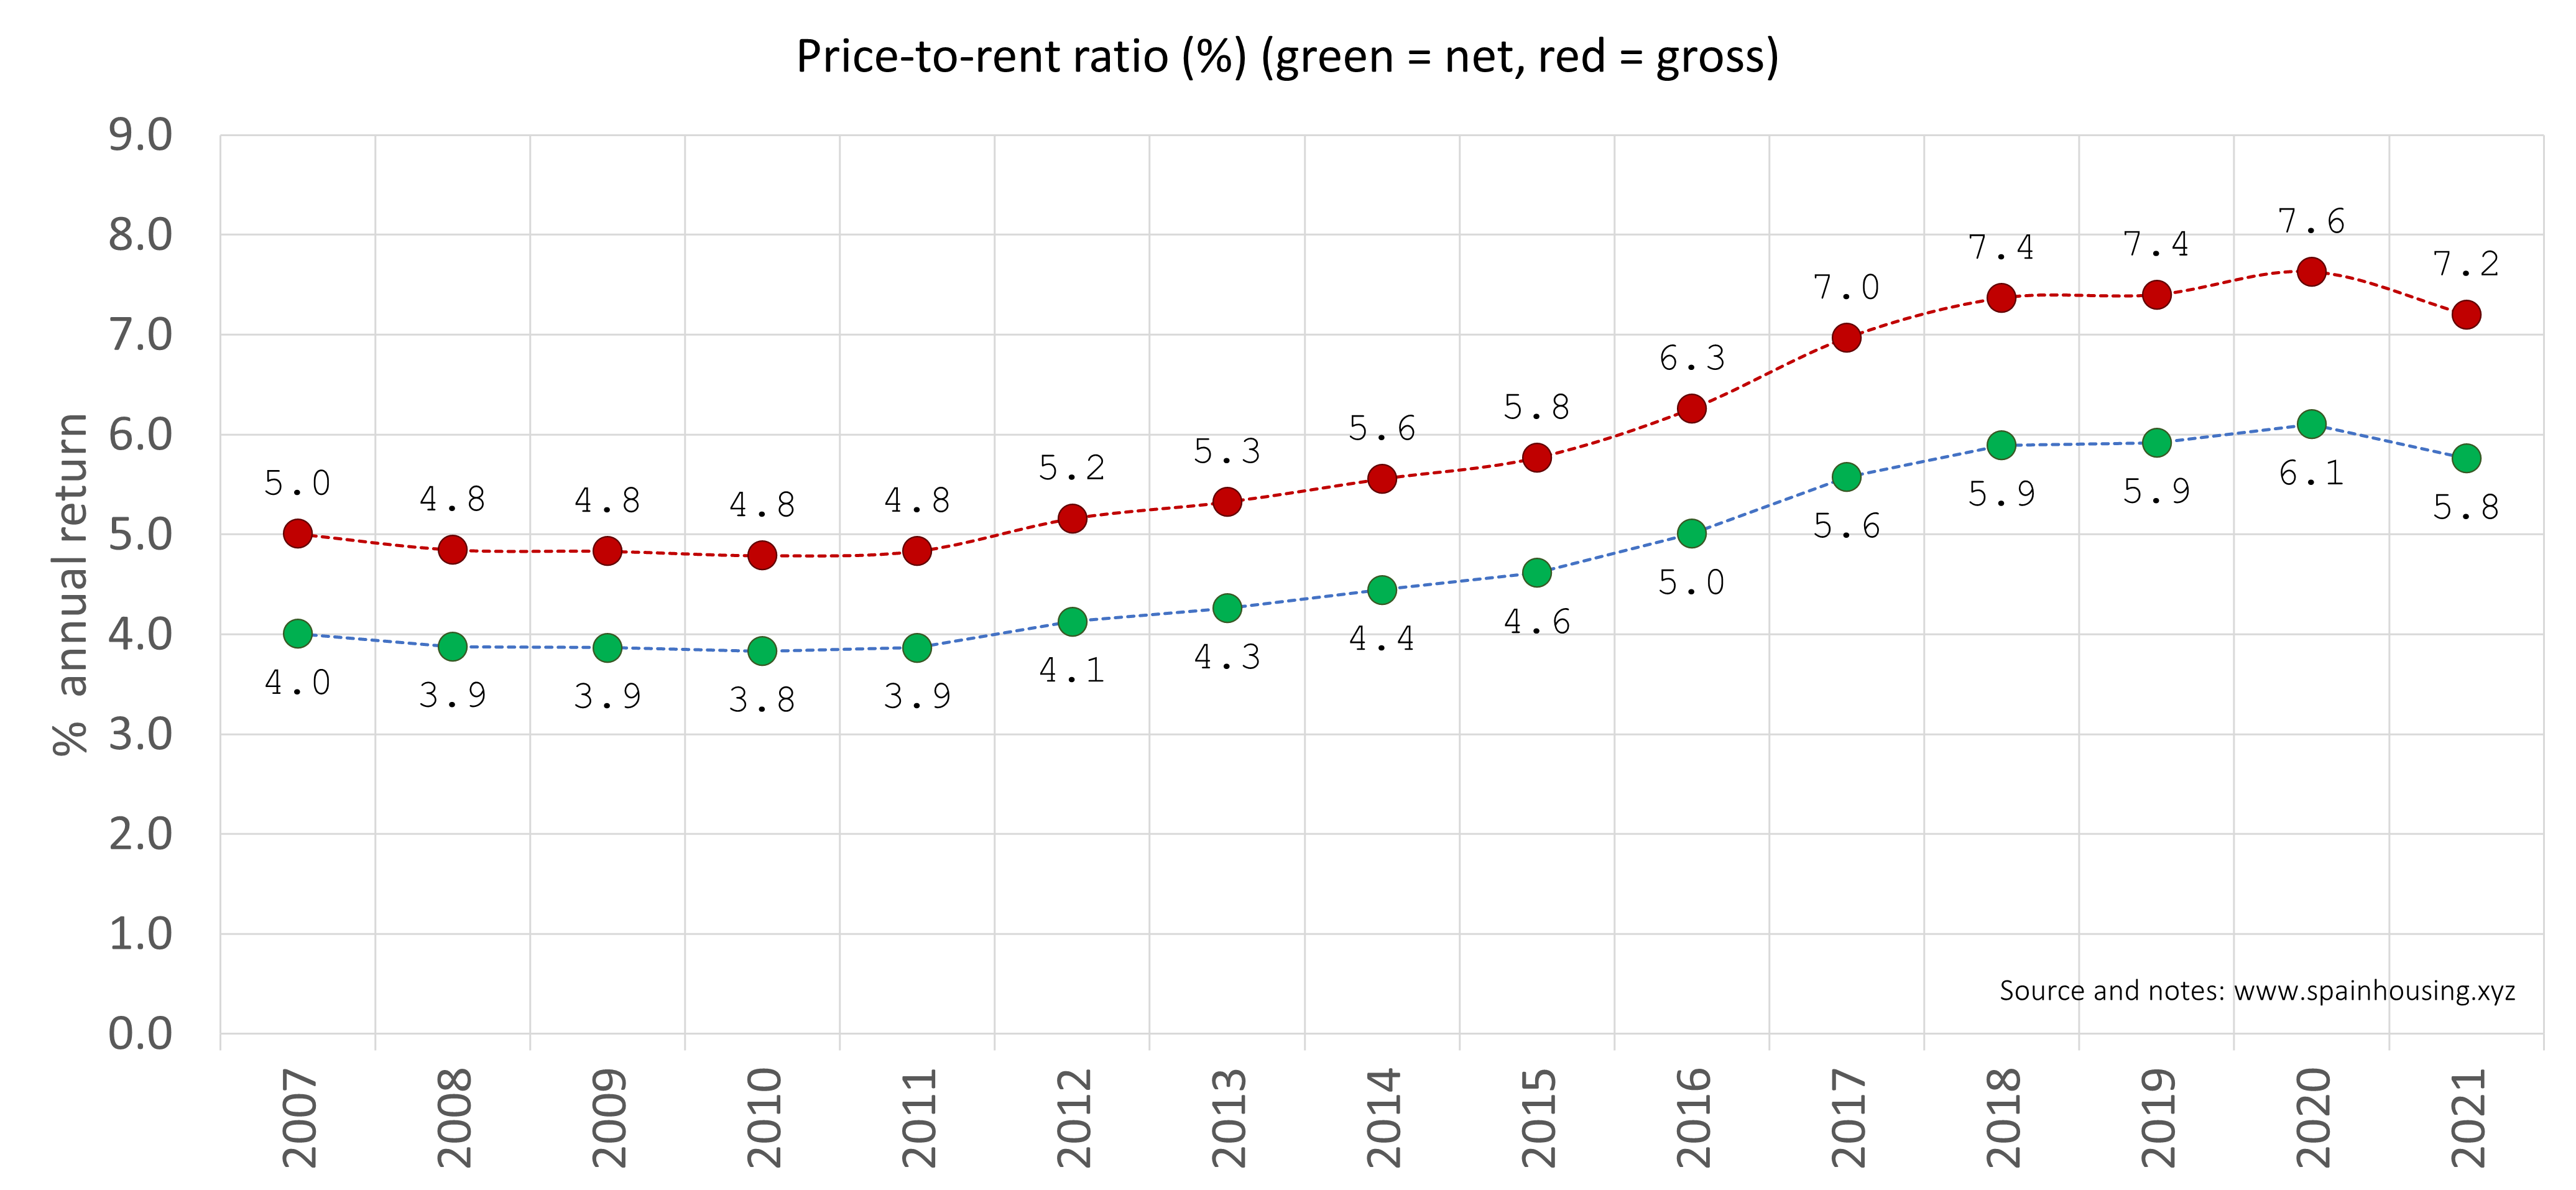 Price-to-rent ratio (%) (green = net, red = gross)
% annual return
9.0
8.0
7.0
6.0
5.0
4.0
3.0
2.0
1.0
0.0
5.0 4.8 4.8 4.8 4.8 5.2 5.3 5.6 5.8 6.3 7.0 7.4 7.4 7.6 7.2
4.0 3.9 3.9 3.8 3.9 4.1 4.3 4.4 4.6 5.0 5.6 5.9 5.9 6.1 5.8
Source and notes: www.spainhousing.xyz
2007 2008 2009 2010 2011 2012 2013 2014 2015 2016 2017 2018 2019 2020 2021